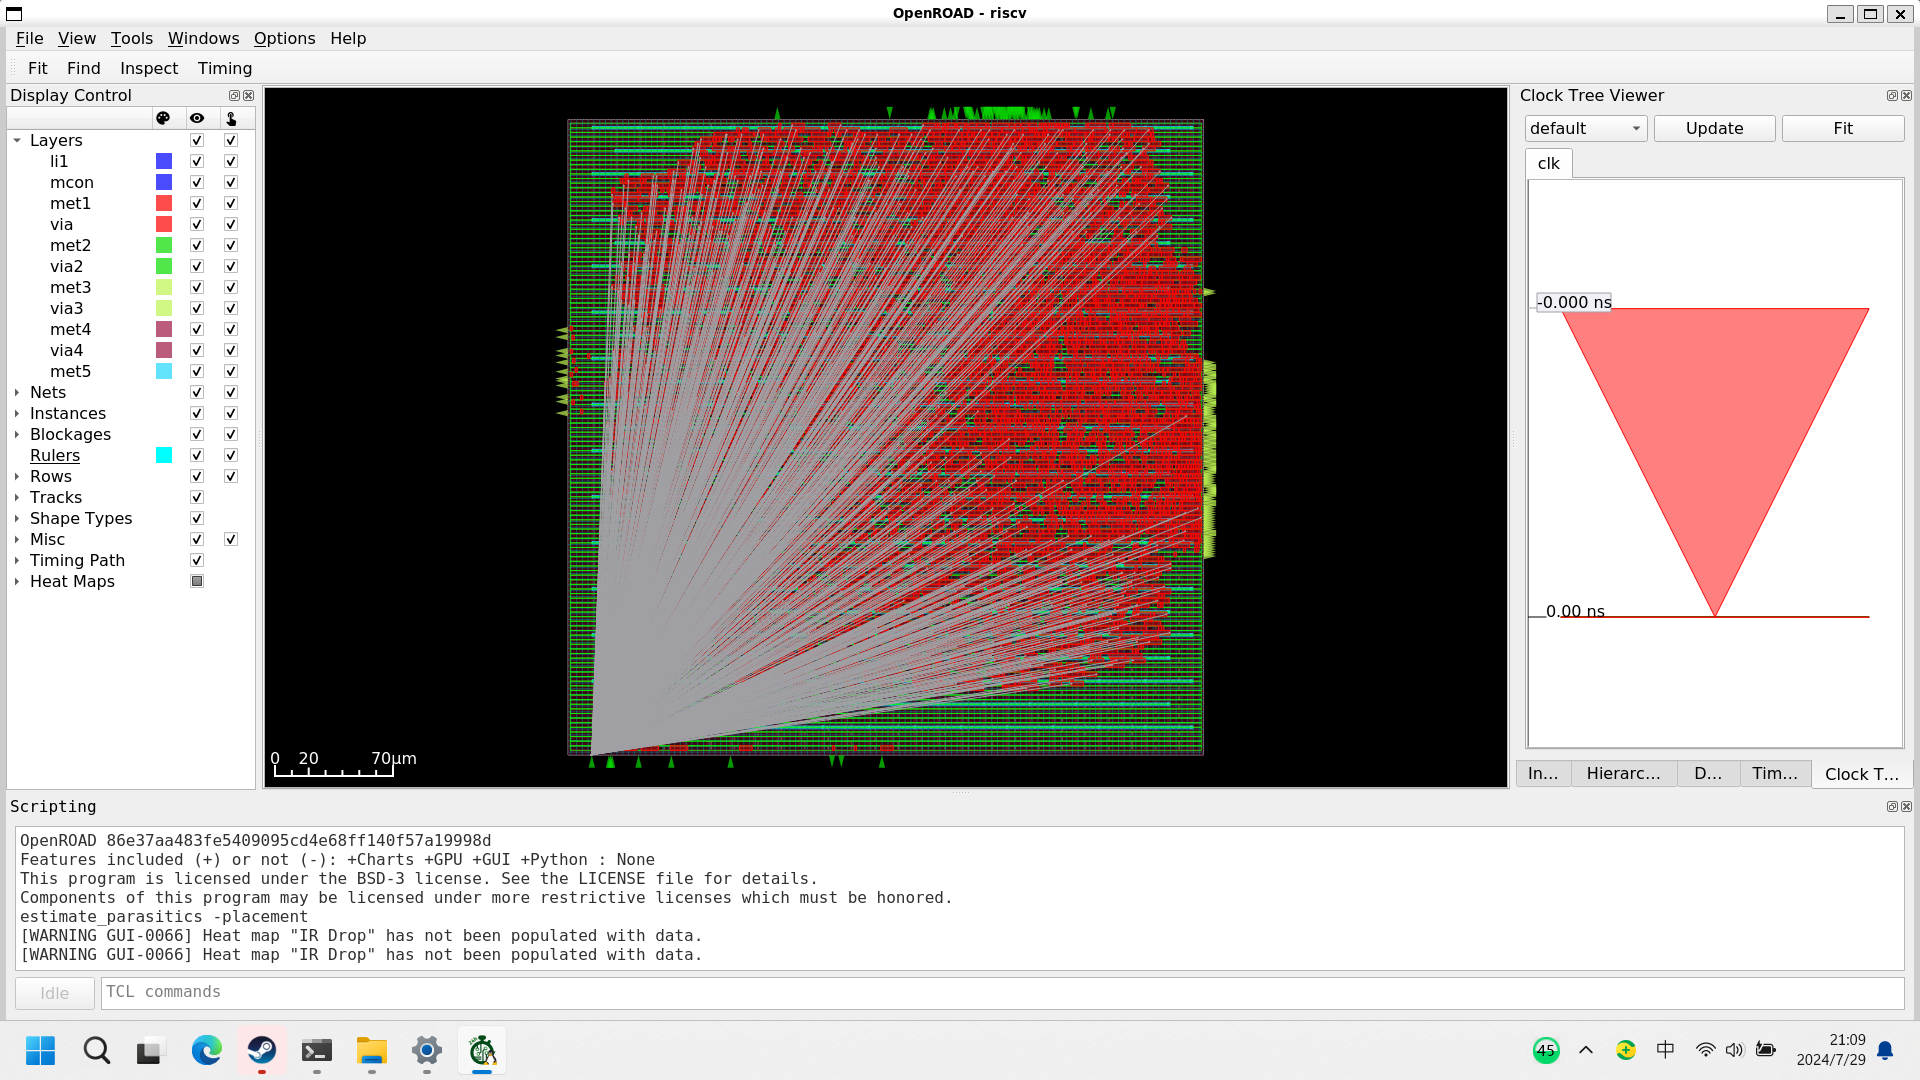 OpenROAD - riscv
File View Tools Windows Options Help
Fit Find Inspect Timing
Display Control
Layers
li1
mcon
met1
via
met2
via2
met3
via3
met4
via4
met5
Nets
Instances
Blockages
Rulers
Rows
Tracks
Shape Types
Misc
Timing Path
Heat Maps
0 20 70μm
Clock Tree Viewer
default Update Fit
clk
-0.000 ns
0.00 ns
In... Hierarc... D... Tim... Clock T...
Scripting
OpenROAD 86e37aa483fe5409095cd4e68ff140f57a19998d
Features included (+) or not (-): +Charts +GPU +GUI +Python : None
This program is licensed under the BSD-3 license. See the LICENSE file for details.
Components of this program may be licensed under more restrictive licenses which must be honored.
estimate_parasitics -placement
[WARNING GUI-0066] Heat map "IR Drop" has not been populated with data.
[WARNING GUI-0066] Heat map "IR Drop" has not been populated with data.
Idle TCL commands
45 中 21:09
2024/7/29